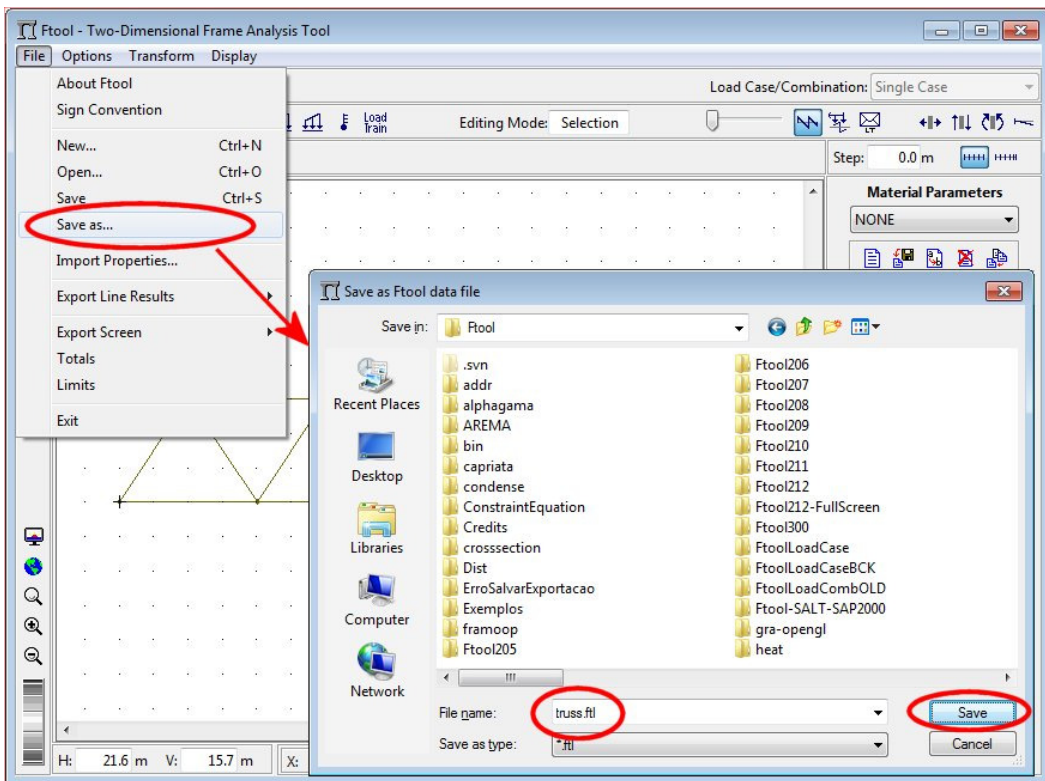 Ftool - Two-Dimensional Frame Analysis Tool
File Options Transform Display
About Ftool
Sign Convention
New... Ctrl+N
Open... Ctrl+O
Save Ctrl+S
Save as...
Import Properties...
Export Line Results
Export Screen
Totals
Limits
Exit
Load Case/Combination: Single Case
Load Train
Editing Mode: Selection
LT
Step: 0.0 m
Material Parameters
NONE
Save as Ftool data file
Save in: Ftool
Recent Places
Desktop
Libraries
Computer
Network
.svn
addr
alphagama
AREMA
bin
capriata
condense
ConstraintEquation
Credits
crosssection
Dist
ErroSalvarExportacao
Exemplos
framoop
Ftool205
Ftool206
Ftool207
Ftool208
Ftool209
Ftool210
Ftool211
Ftool212
Ftool212-FullScreen
Ftool300
FtoolLoadCase
FtoolLoadCaseBCK
FtoolLoadCombOLD
Ftool-SALT-SAP2000
gra-opengl
heat
File name: truss.ftl
Save
Save as type: *.ftl
Cancel
H: 21.6 m V: 15.7 m X: